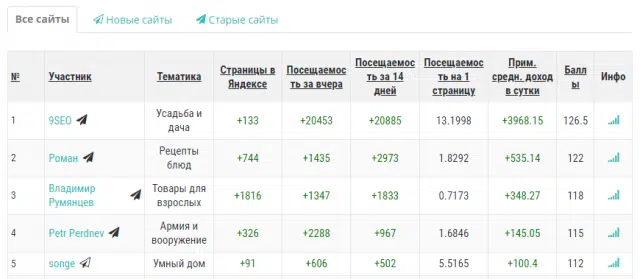 Все сайты Новые сайты Старые сайты
№ Участник Тематика Страницы в Яндексе Посещаемость за вчера Посещаемость за 14 дней Посещаемость на 1 страницу Прим. средн. доход в сутки Баллы Инфо
1 9SEO Усадьба и дача +133 +20453 +20885 13.1998 +3968.15 126.5
2 Роман Рецепты блюд +744 +1435 +2973 1.8292 +535.14 122
3 Владимир Румянцев Товары для взрослых +1816 +1347 +1833 0.7173 +348.27 118
4 Petr Perdnev Армия и вооружение +326 +2288 +967 1.6846 +145.05 115
5 songe Умный дом +91 +606 +502 5.5165 +100.4 112